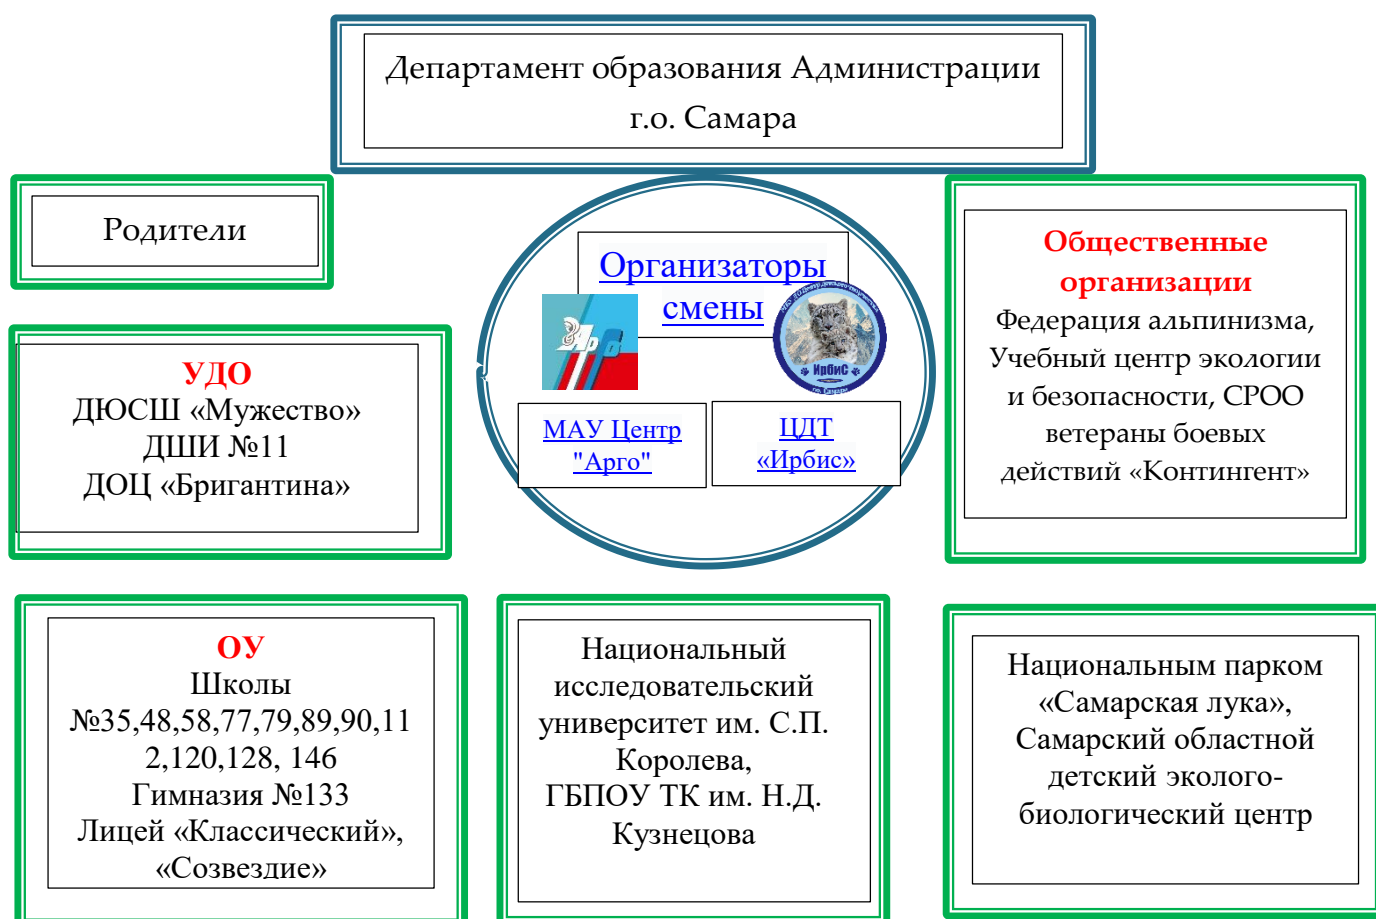 Департамент образования Администрации
г.о. Самара
Родители
Организаторы
смены
ИрбиС
МАУ Центр
"Арго"
ЦДТ
«Ирбис»
Общественные
организации
Федерация альпинизма,
Учебный центр экологии
и безопасности, СРОО
ветераны боевых
действий «Контингент»
УДО
ДЮСШ «Мужество»
ДШИ №11
ДОЦ «Бригантина»
ОУ
Школы
№35,48,58,77,79,89,90,11
2,120,128, 146
Гимназия №133
Лицей «Классический»,
«Созвездие»
Национальный
исследовательский
университет им. С.П.
Королева,
ГБПОУ ТК им. Н.Д.
Кузнецова
Национальным парком
«Самарская лука»,
Самарский областной
детский эколого-
биологический центр